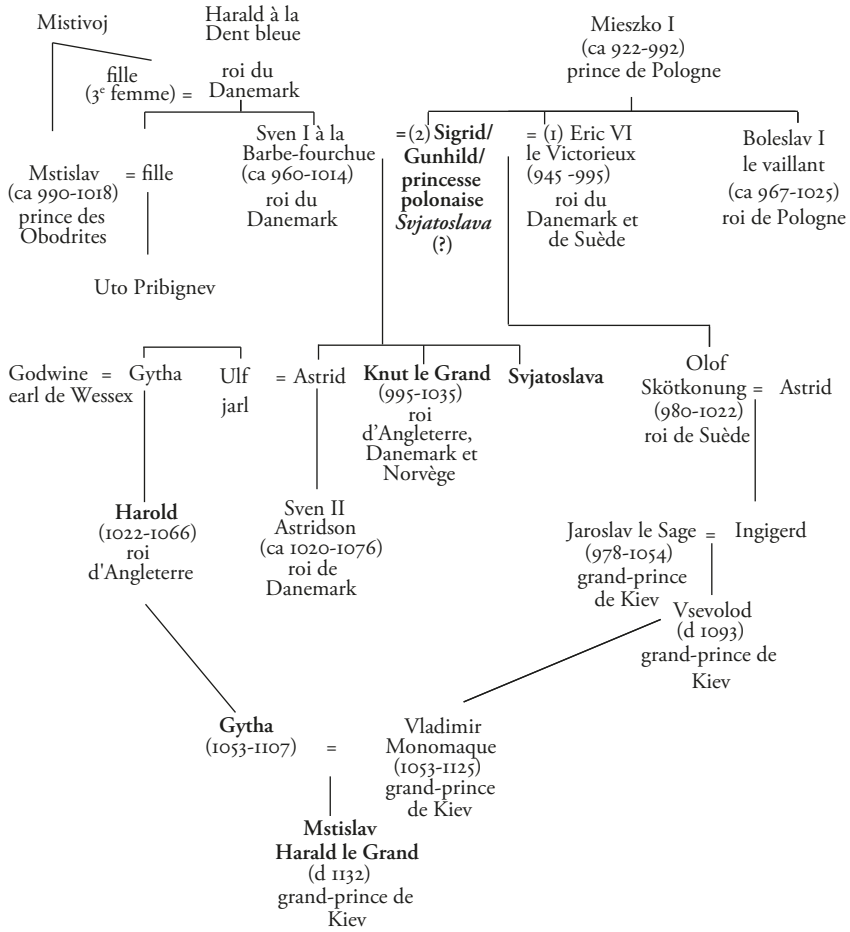 Mistivoj
Harald à la
Dent bleue
Mieszko I
(ca 922-992)
prince de Pologne
fille
(3e femme) =
roi du
Danemark
Mstislav
(ca 990-1018)
prince des
Obodrites
= fille
Sven I à la
Barbe-fourchue
(ca 960-1014)
roi du
Danemark
=(2) Sigrid/
Gunhild/
princesse
polonaise
Svjatoslava
(?)
= (1) Eric VI
le Victorieux
(945 -995)
roi du
Danemark et
de Suède
Boleslav I
le vaillant
(ca 967-1025)
roi de Pologne
Uto Pribignev
Godwine = Gytha
earl de Wessex
Ulf
jarl
= Astrid
Knut le Grand
(995-1035)
roi
d’Angleterre,
Danemark et
Norvège
Svjatoslava
Olof
Skötkonung = Astrid
(980-1022)
roi de Suède
Harold
(1022-1066)
roi
d'Angleterre
Sven II
Astridson
(ca 1020-1076)
roi de
Danemark
Jaroslav le Sage = Ingigerd
(978-1054)
grand-prince
de Kiev
Vsevolod
(d 1093)
grand-prince de
Kiev
Gytha
(1053-1107) =
Vladimir
Monomaque
(1053-1125)
grand-prince
de Kiev
Mstislav
Harald le Grand
(d 1132)
grand-prince de
Kiev